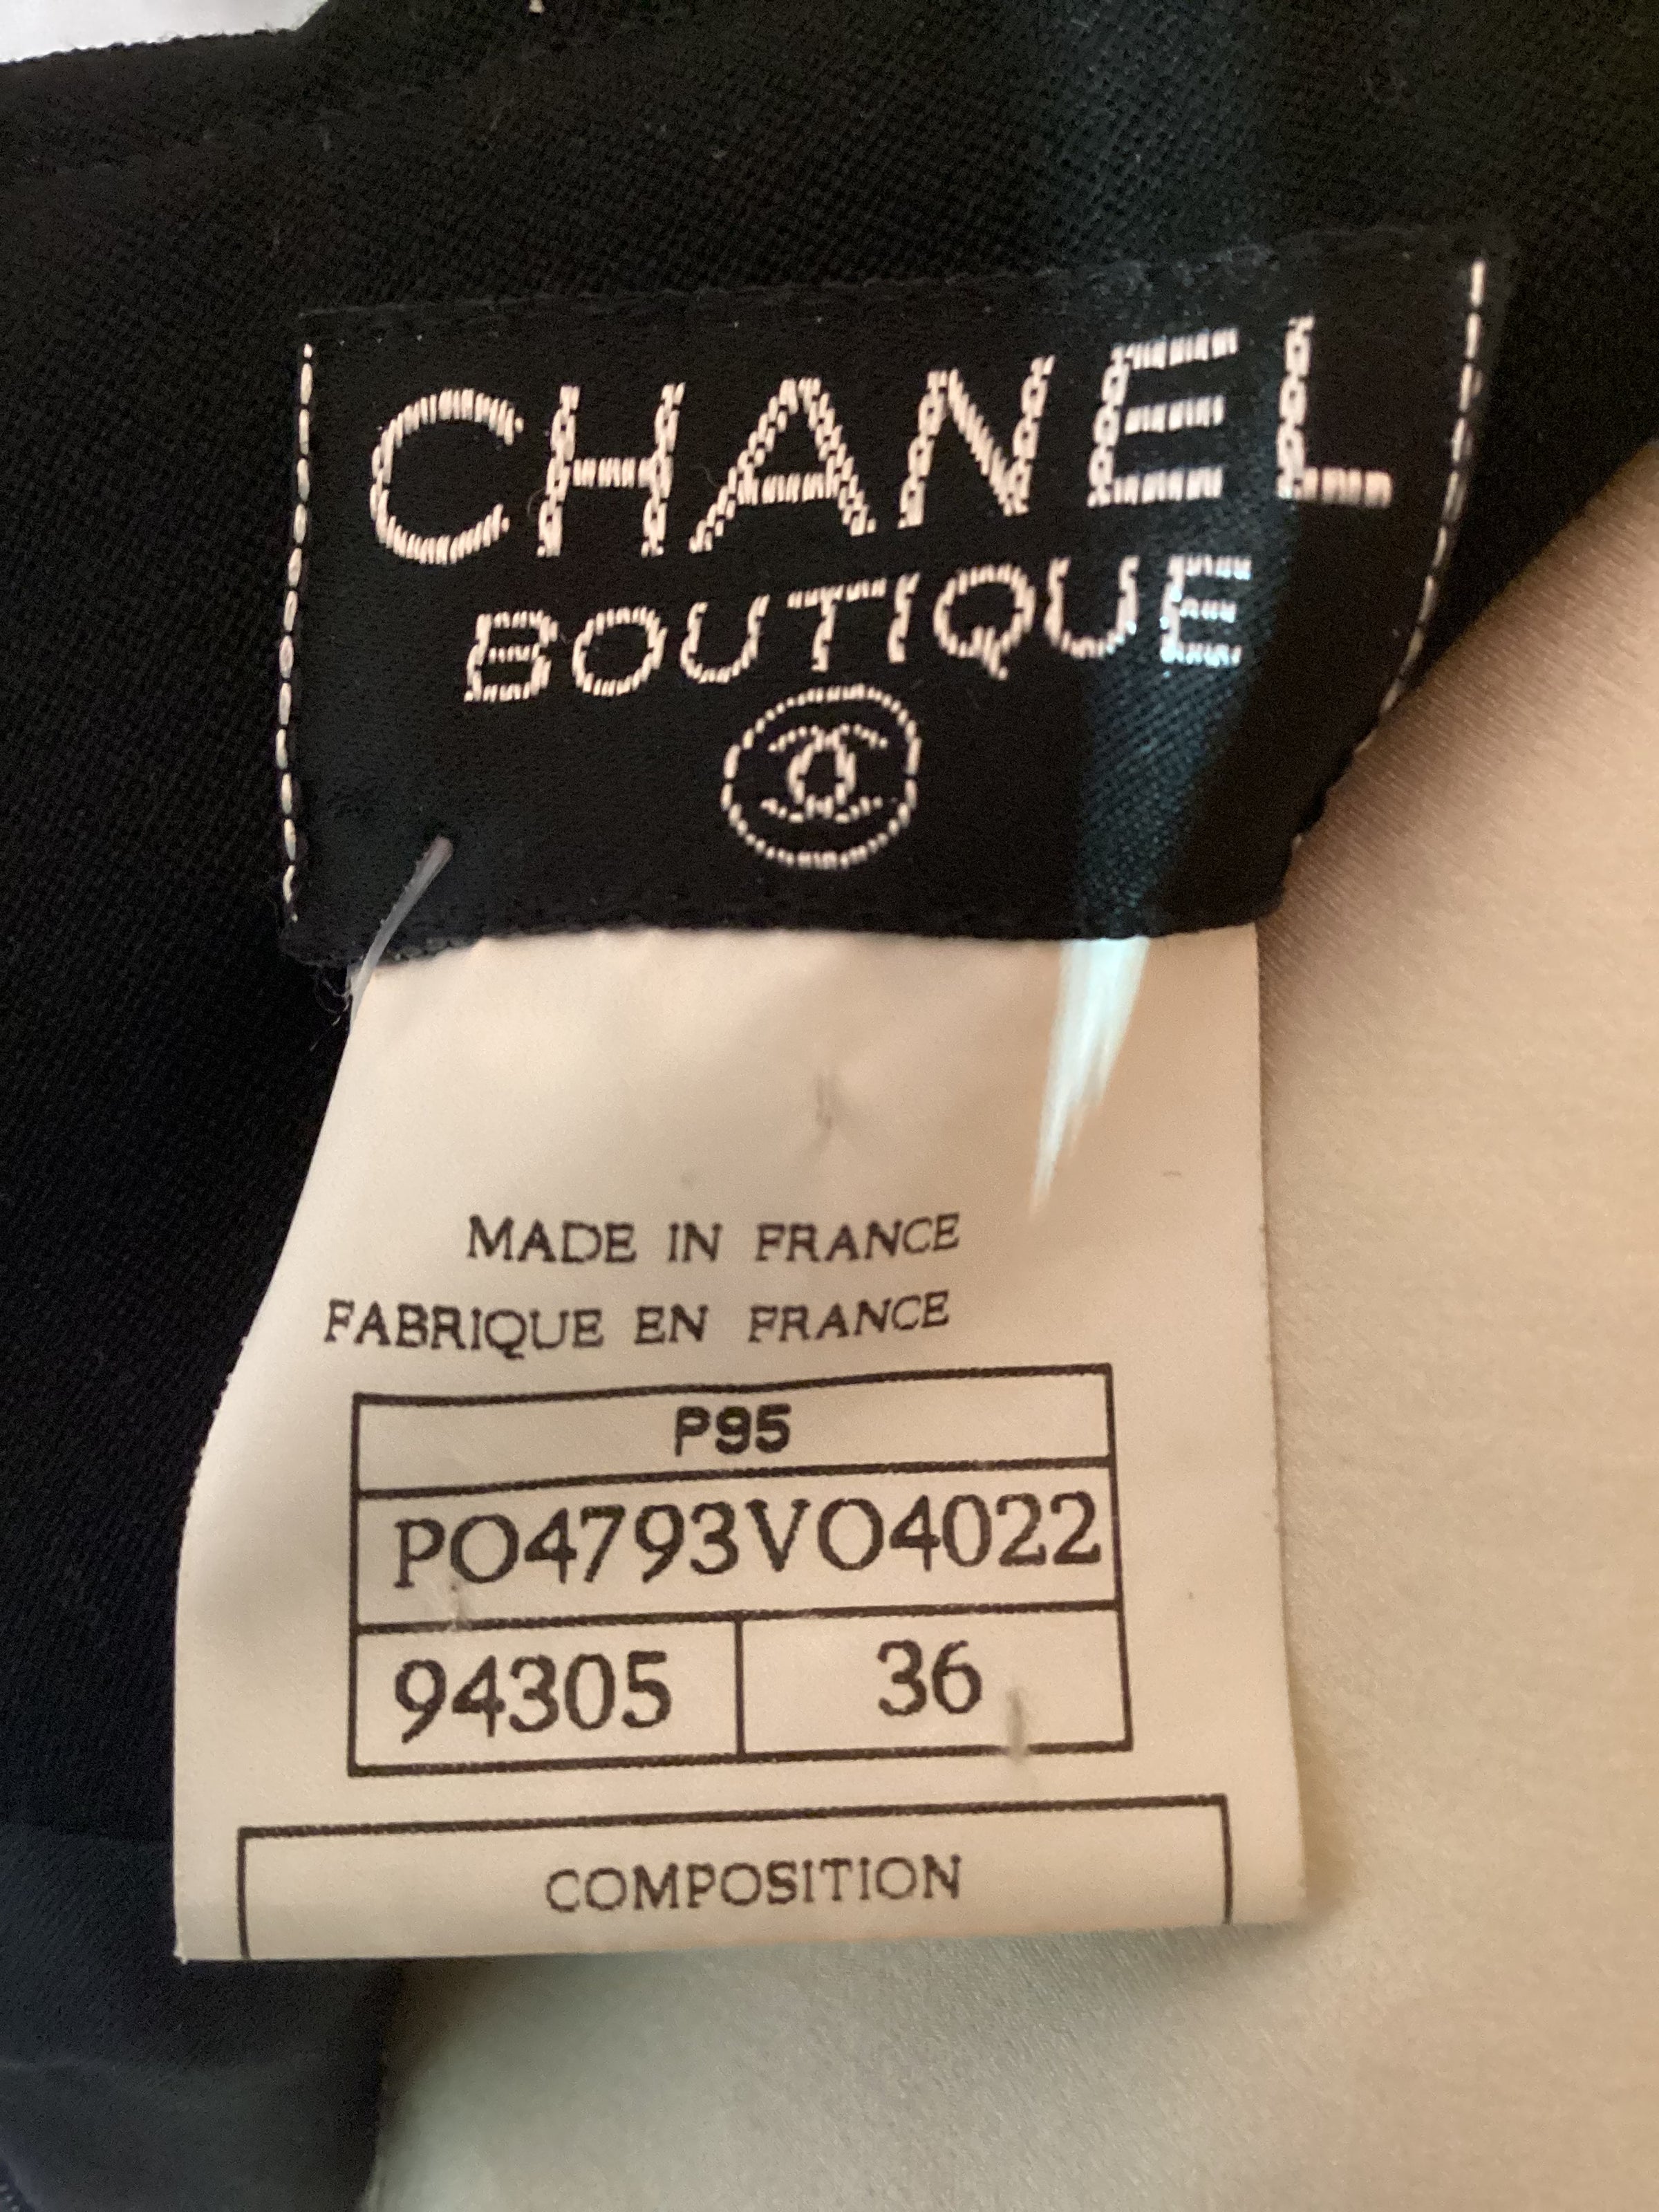 CHANEL
BOUTIQUE
MADE IN FRANCE
FABRIQUE EN FRANCE
P95
PO4793VO4022
94305 36
COMPOSITION